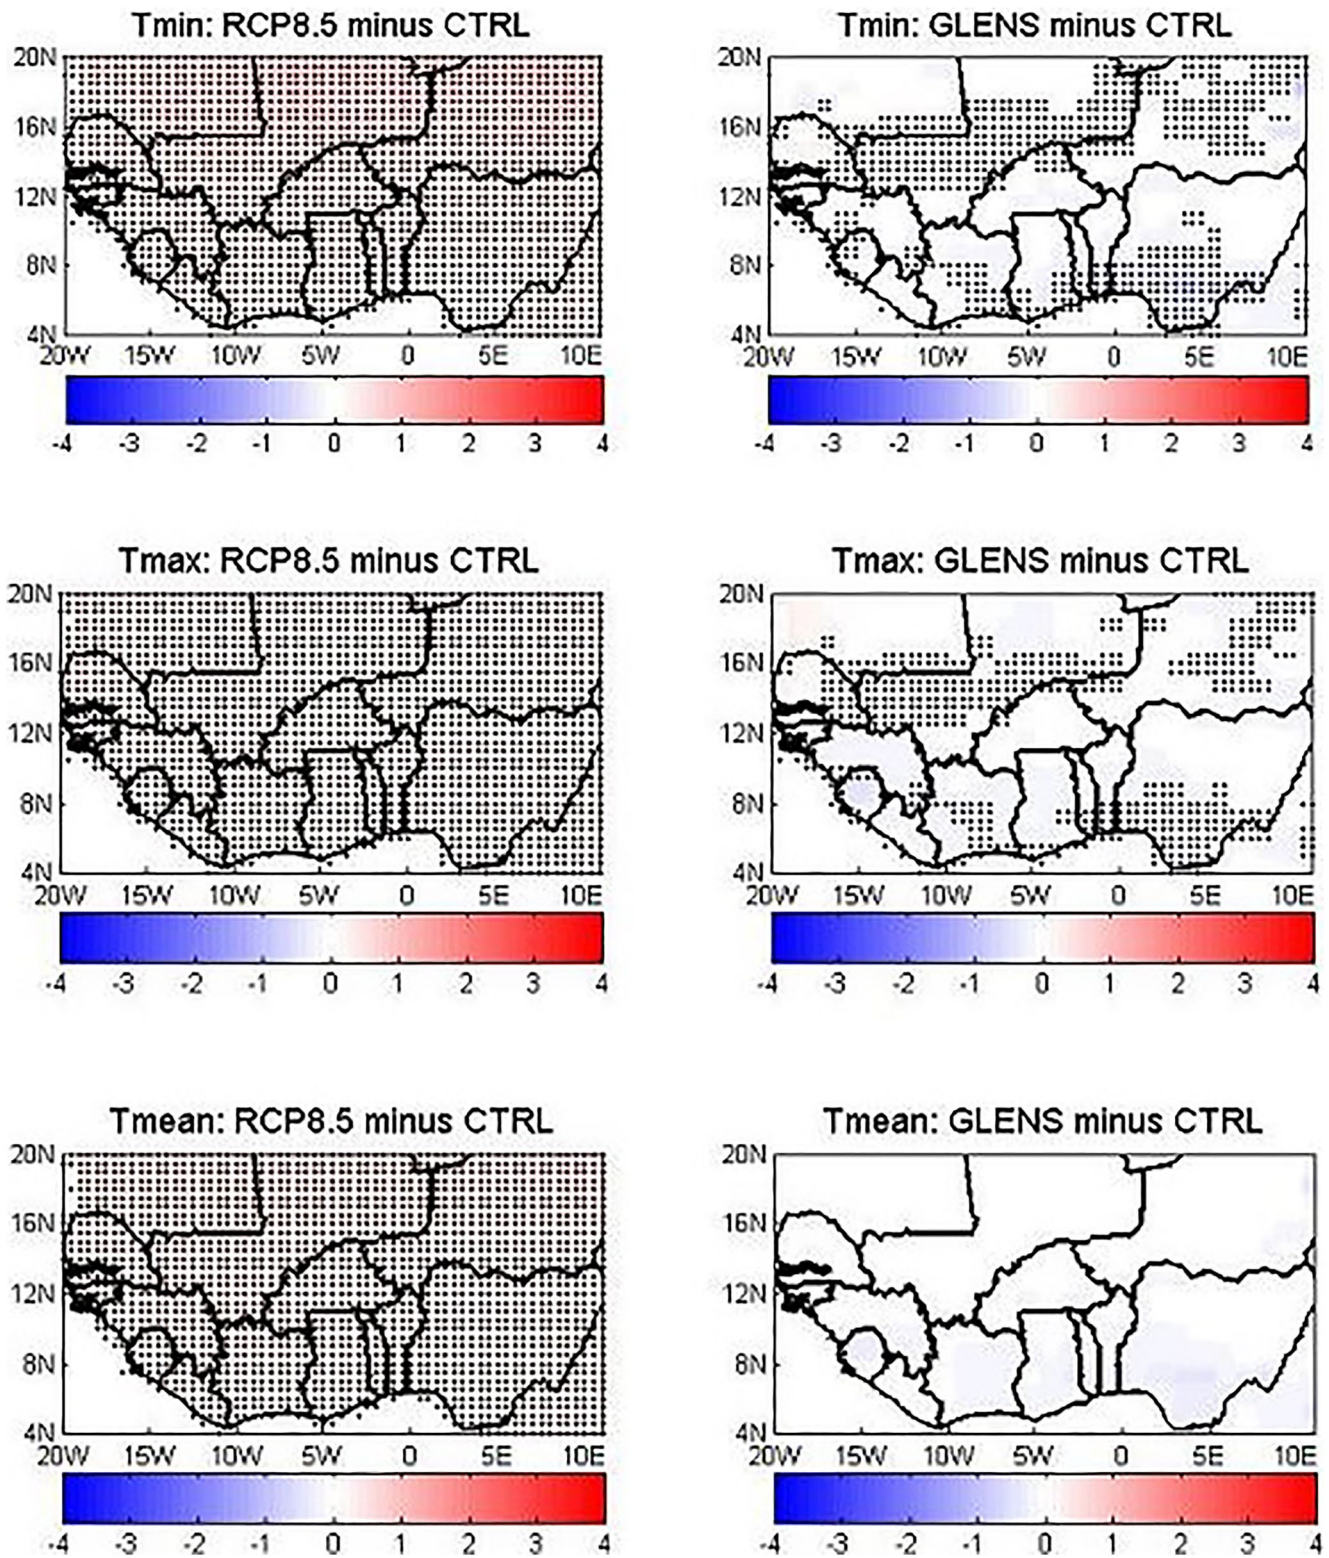 Tmin: RCP8.5 minus CTRL
20N
16N
12N
8N
4N
20W 15W 10W 5W 0 5E 10E
-4 -3 -2 -1 0 1 2 3 4
Tmin: GLENS minus CTRL
20N
16N
12N
8N
4N
20W 15W 10W 5W 0 5E 10E
-4 -3 -2 -1 0 1 2 3 4
Tmax: RCP8.5 minus CTRL
20N
16N
12N
8N
4N
20W 15W 10W 5W 0 5E 10E
-4 -3 -2 -1 0 1 2 3 4
Tmax: GLENS minus CTRL
20N
16N
12N
8N
4N
20W 15W 10W 5W 0 5E 10E
-4 -3 -2 -1 0 1 2 3 4
Tmean: RCP8.5 minus CTRL
20N
16N
12N
8N
4N
20W 15W 10W 5W 0 5E 10E
-4 -3 -2 -1 0 1 2 3 4
Tmean: GLENS minus CTRL
20N
16N
12N
8N
4N
20W 15W 10W 5W 0 5E 10E
-4 -3 -2 -1 0 1 2 3 4